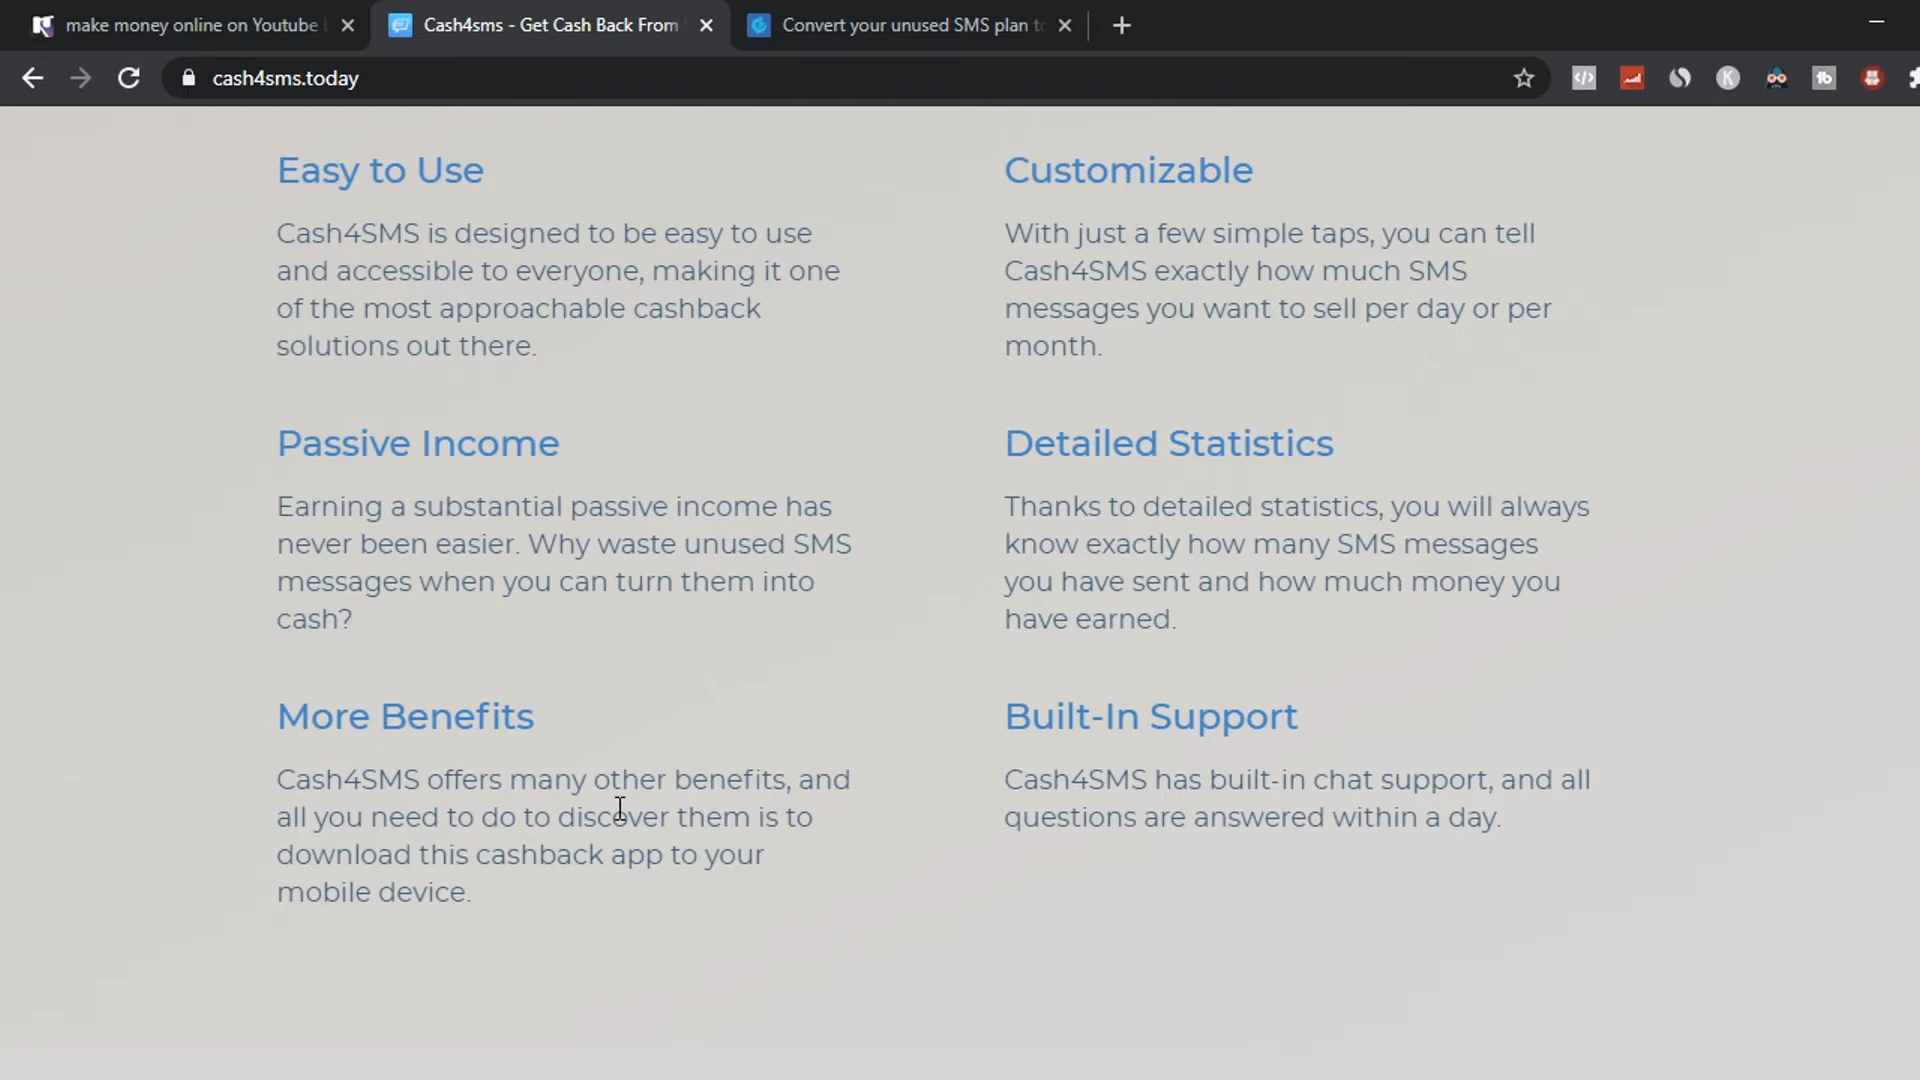 make money online on Youtube
Cash4sms - Get Cash Back From
Convert your unused SMS plan to
cash4sms.today
Easy to Use
Cash4SMS is designed to be easy to use
and accessible to everyone, making it one
of the most approachable cashback
solutions out there.
Customizable
With just a few simple taps, you can tell
Cash4SMS exactly how much SMS
messages you want to sell per day or per
month.
Passive Income
Earning a substantial passive income has
never been easier. Why waste unused SMS
messages when you can turn them into
cash?
Detailed Statistics
Thanks to detailed statistics, you will always
know exactly how many SMS messages
you have sent and how much money you
have earned.
More Benefits
Cash4SMS offers many other benefits, and
all you need to do to discover them is to
download this cashback app to your
mobile device.
Built-In Support
Cash4SMS has built-in chat support, and all
questions are answered within a day.